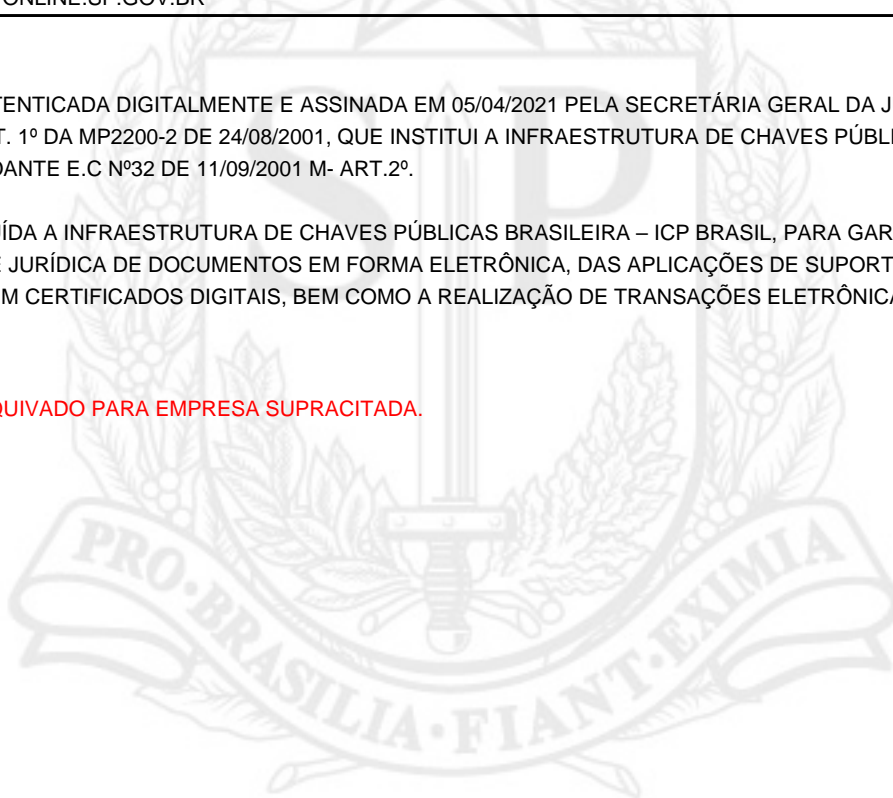 ONLINE.SP.GOV.BR
TENTICADA DIGITALMENTE E ASSINADA EM 05/04/2021 PELA SECRETÁRIA GERAL DA J
T. 1º DA MP2200-2 DE 24/08/2001, QUE INSTITUI A INFRAESTRUTURA DE CHAVES PÚBL
DANTE E.C Nº32 DE 11/09/2001 M- ART.2º.
ÍDA A INFRAESTRUTURA DE CHAVES PÚBLICAS BRASILEIRA – ICP BRASIL, PARA GAR
E JURÍDICA DE DOCUMENTOS EM FORMA ELETRÔNICA, DAS APLICAÇÕES DE SUPORT
M CERTIFICADOS DIGITAIS, BEM COMO A REALIZAÇÃO DE TRANSAÇÕES ELETRÔNICA
QUIVADO PARA EMPRESA SUPRACITADA.
SP
PRO·BRASILIA·FIANT·EXIMIA